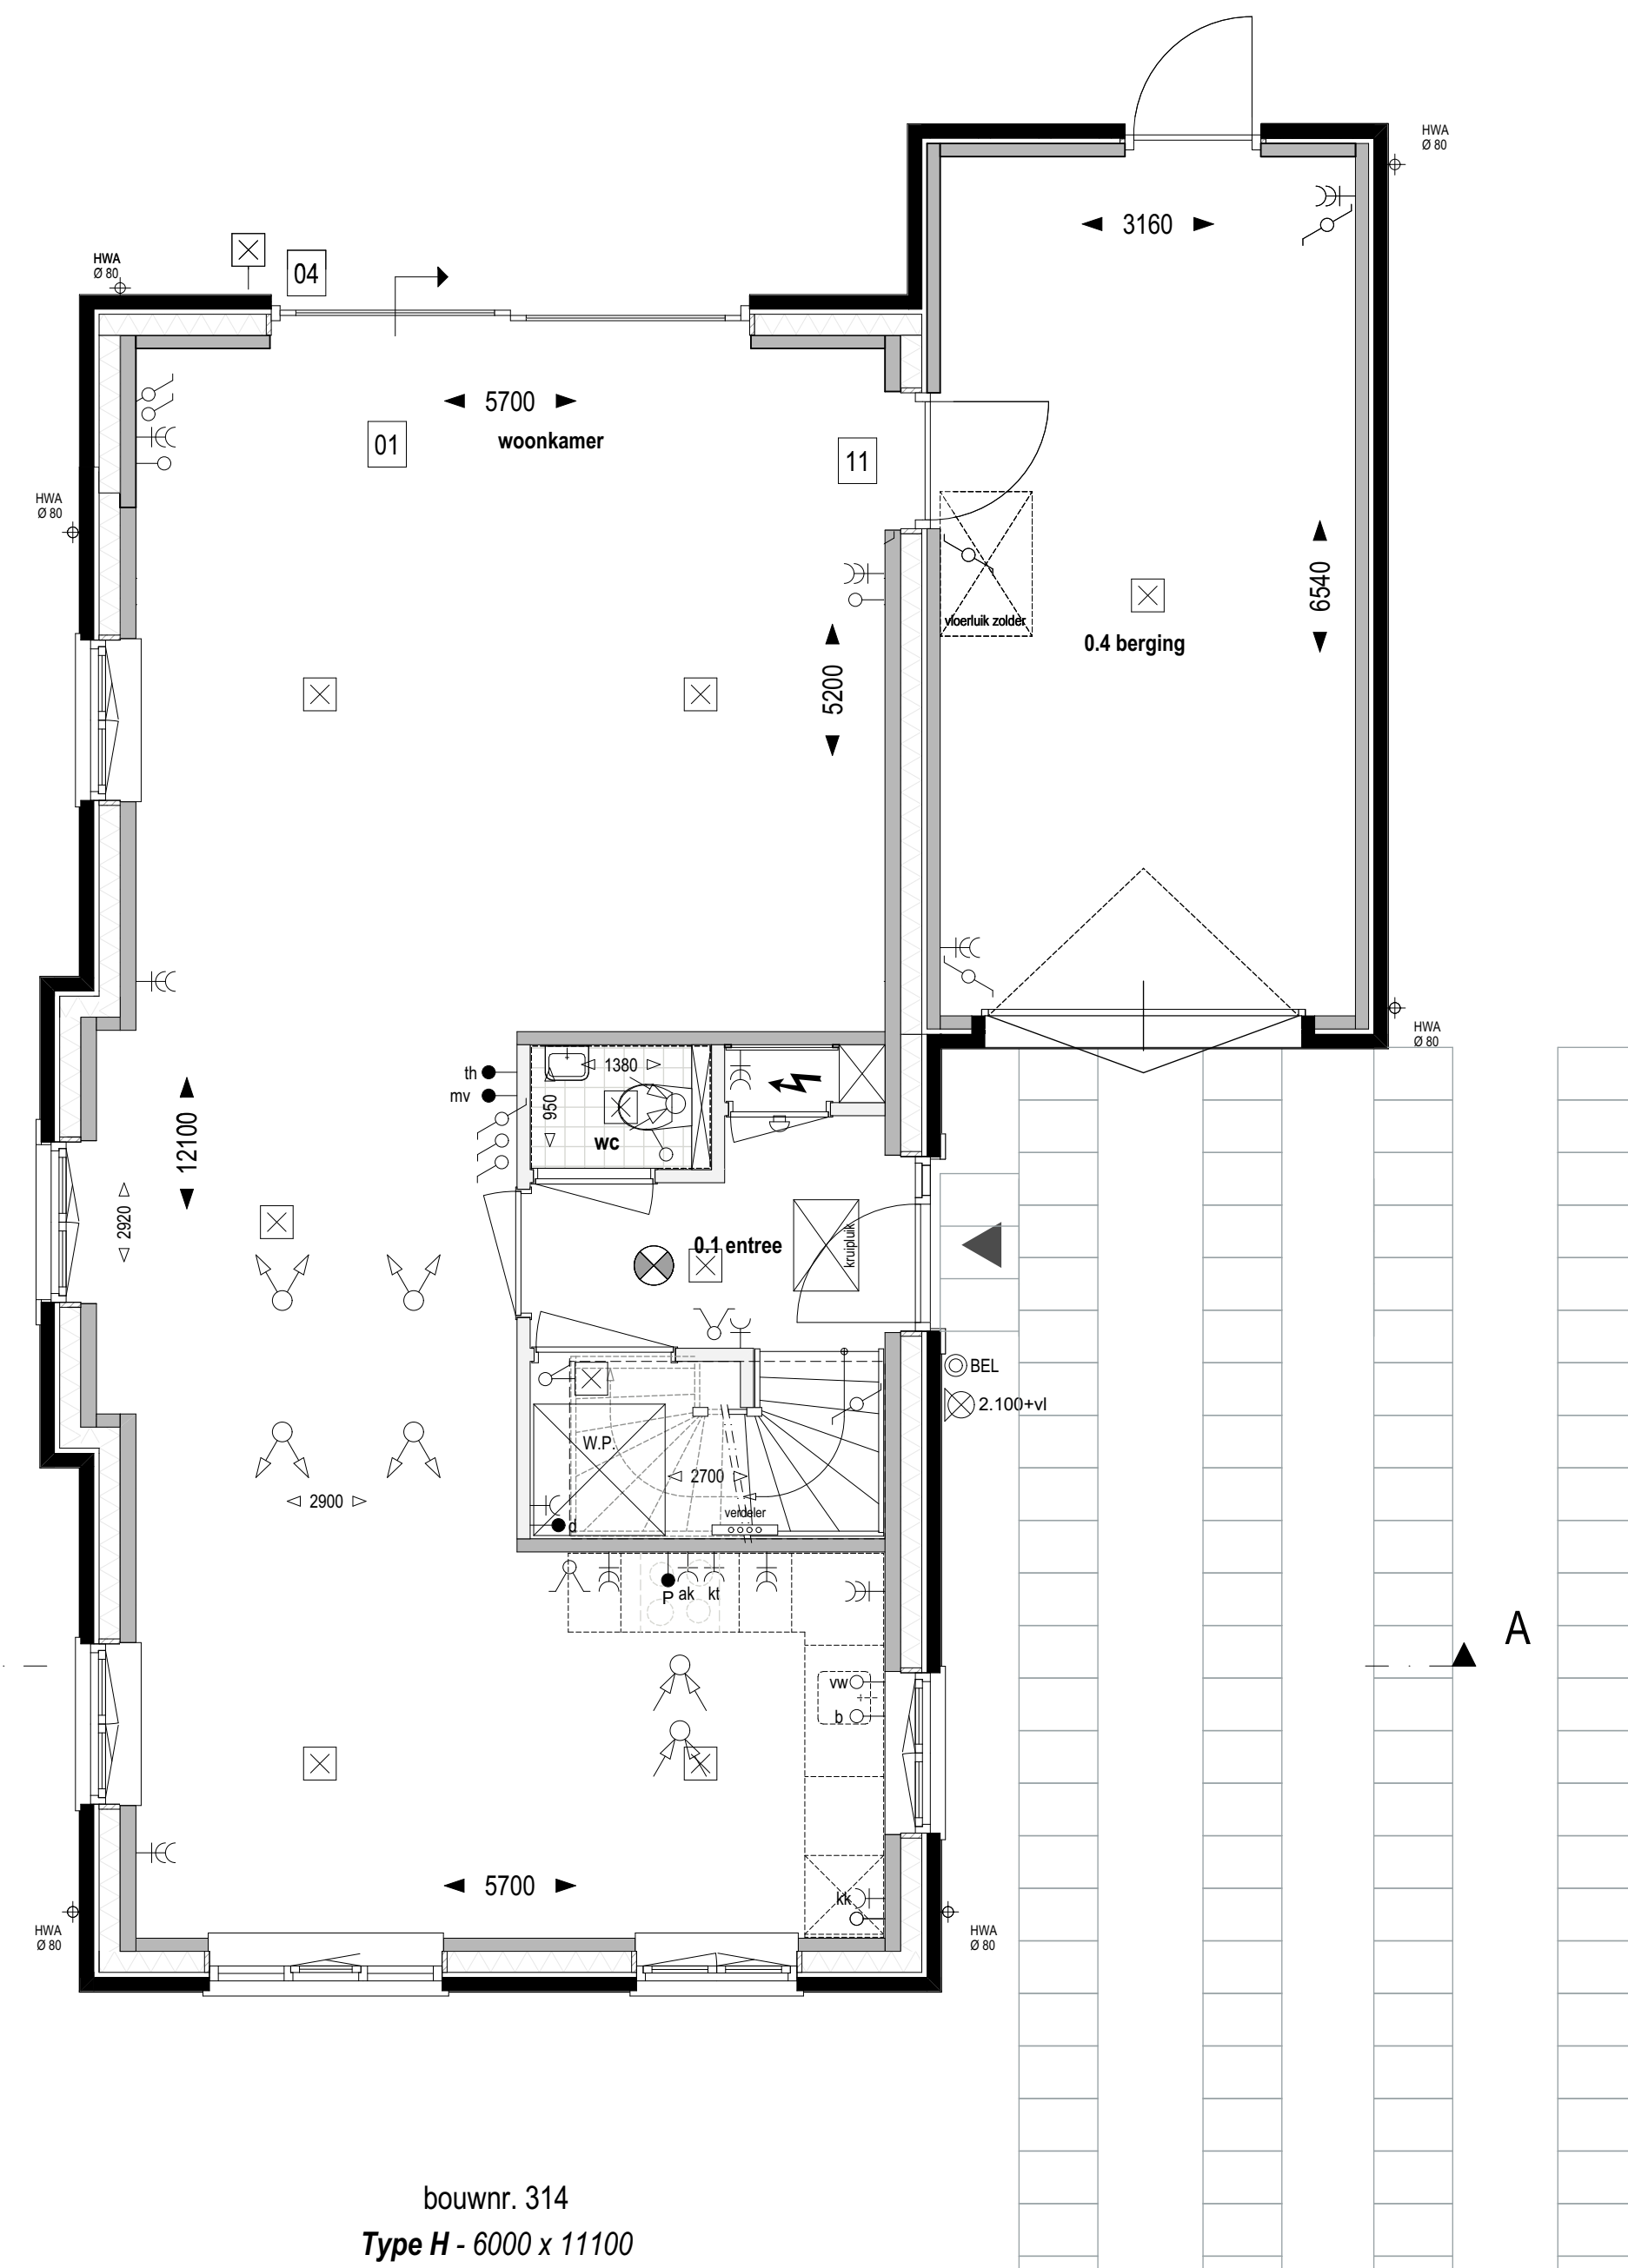 HWA
Ø 80
3160
HWA
Ø 80
04
5700
01
woonkamer
11
HWA
Ø 80
6540
vloerluik zolder
0.4 berging
5200
HWA
Ø 80
th
1380
mv
950
wc
12100
2920
0.1 entree
kruipluik
BEL
2.100+vl
W.P.
2700
2900
verdeler
d
P
ak
kt
A
vw
b
5700
kk
HWA
Ø 80
HWA
Ø 80
bouwnr. 314
Type H - 6000 x 11100